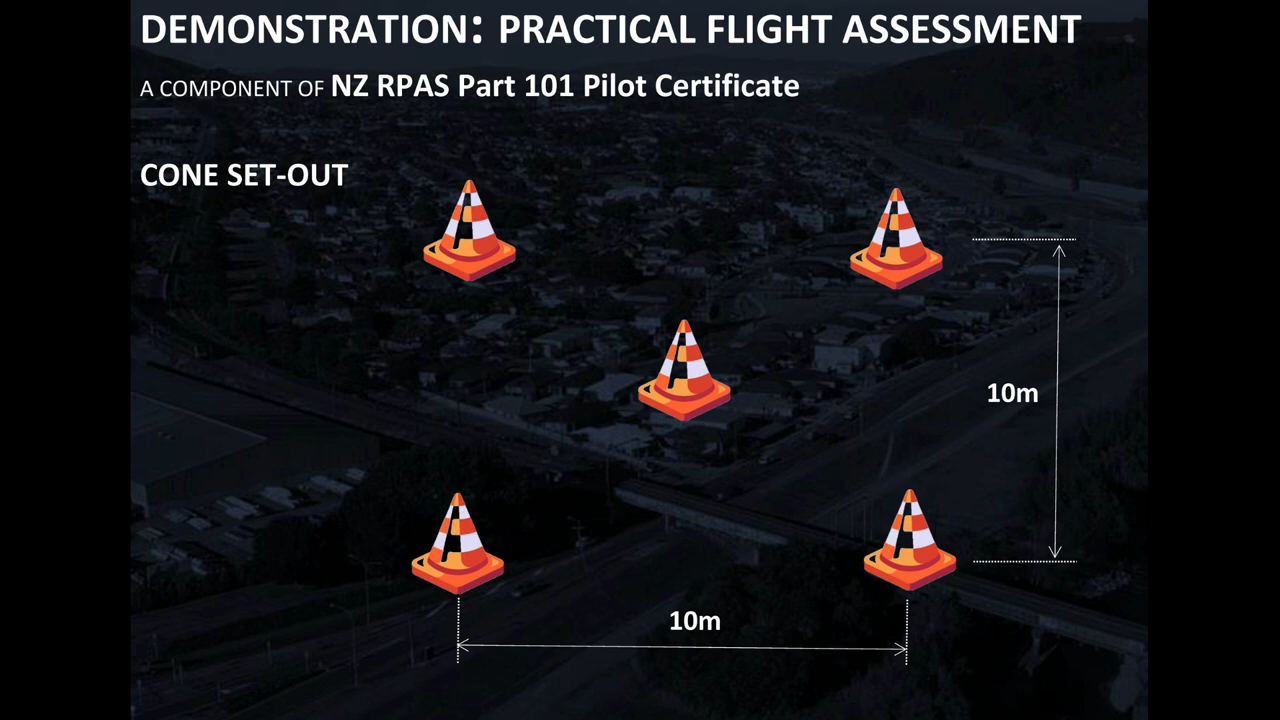 DEMONSTRATION: PRACTICAL FLIGHT ASSESSMENT
A COMPONENT OF NZ RPAS Part 101 Pilot Certificate
CONE SET-OUT
10m
10m